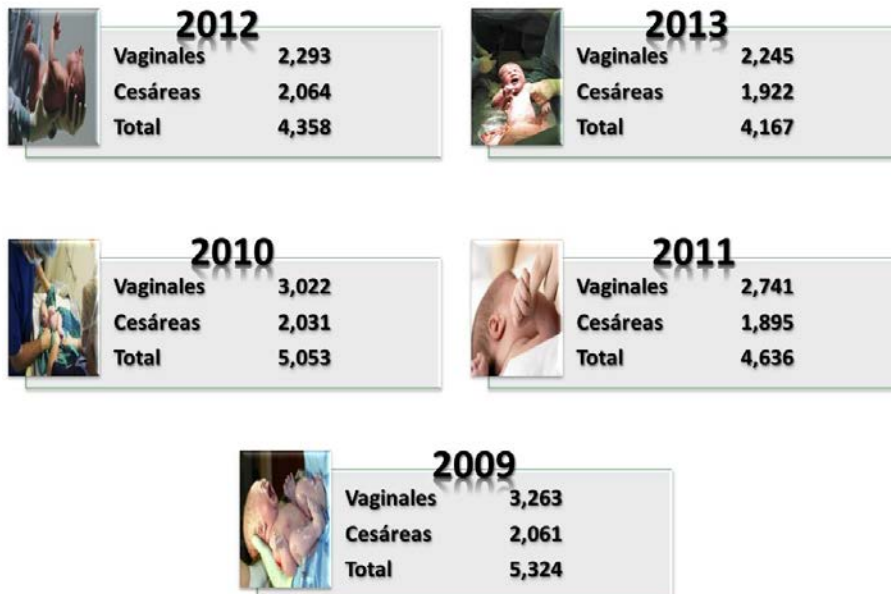 2012
Vaginales 2,293
Cesáreas 2,064
Total 4,358
2013
Vaginales 2,245
Cesáreas 1,922
Total 4,167
2010
Vaginales 3,022
Cesáreas 2,031
Total 5,053
2011
Vaginales 2,741
Cesáreas 1,895
Total 4,636
2009
Vaginales 3,263
Cesáreas 2,061
Total 5,324